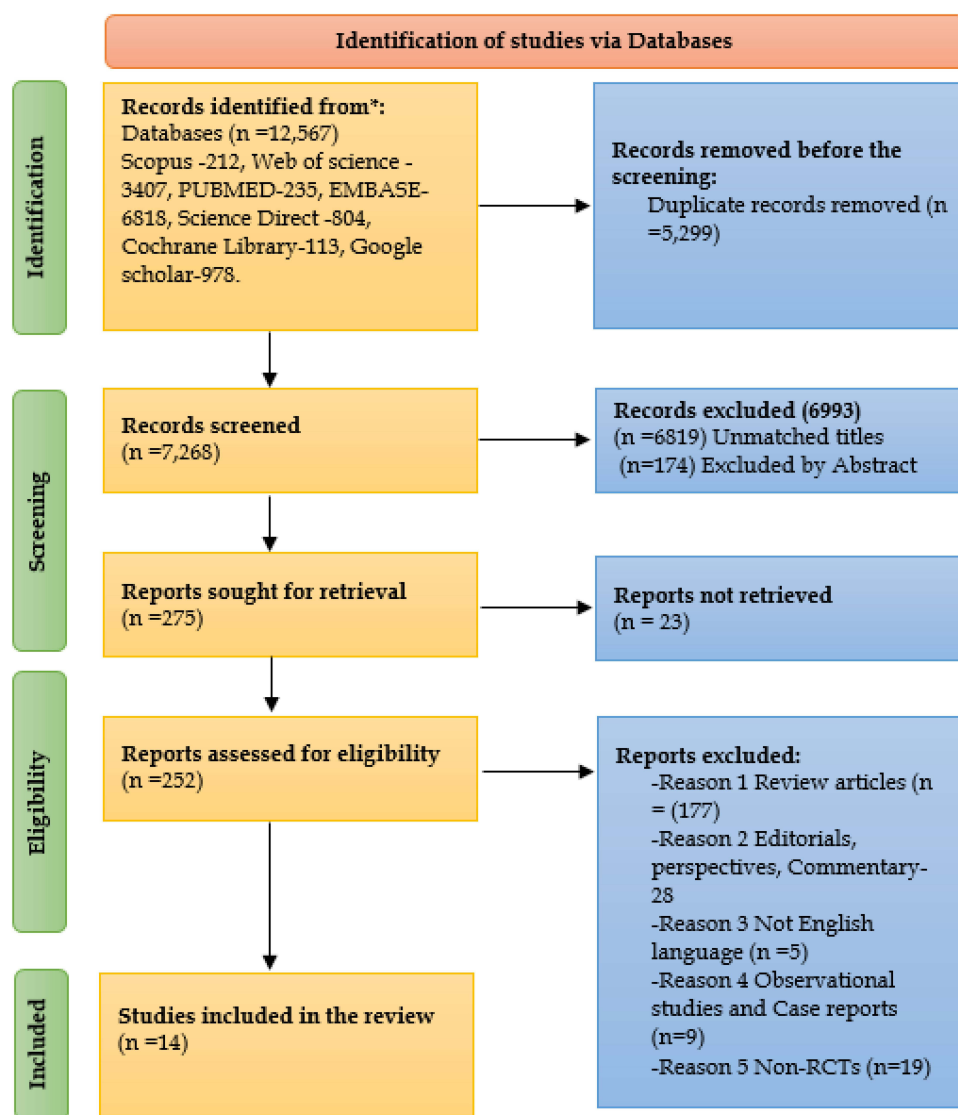 Identification of studies via Databases
Identification
Records identified from*:
Databases (n =12,567)
Scopus -212, Web of science -
3407, PUBMED-235, EMBASE-
6818, Science Direct -804,
Cochrane Library-113, Google
scholar-978.
Records removed before the
screening:
Duplicate records removed (n
=5,299)
Screening
Records screened
(n =7,268)
Records excluded (6993)
(n =6819) Unmatched titles
(n=174) Excluded by Abstract
Reports sought for retrieval
(n =275)
Reports not retrieved
(n = 23)
Eligibility
Reports assessed for eligibility
(n =252)
Reports excluded:
-Reason 1 Review articles (n
= (177)
-Reason 2 Editorials,
perspectives, Commentary-
28
-Reason 3 Not English
language (n =5)
-Reason 4 Observational
studies and Case reports
(n=9)
-Reason 5 Non-RCTs (n=19)
Included
Studies included in the review
(n =14)